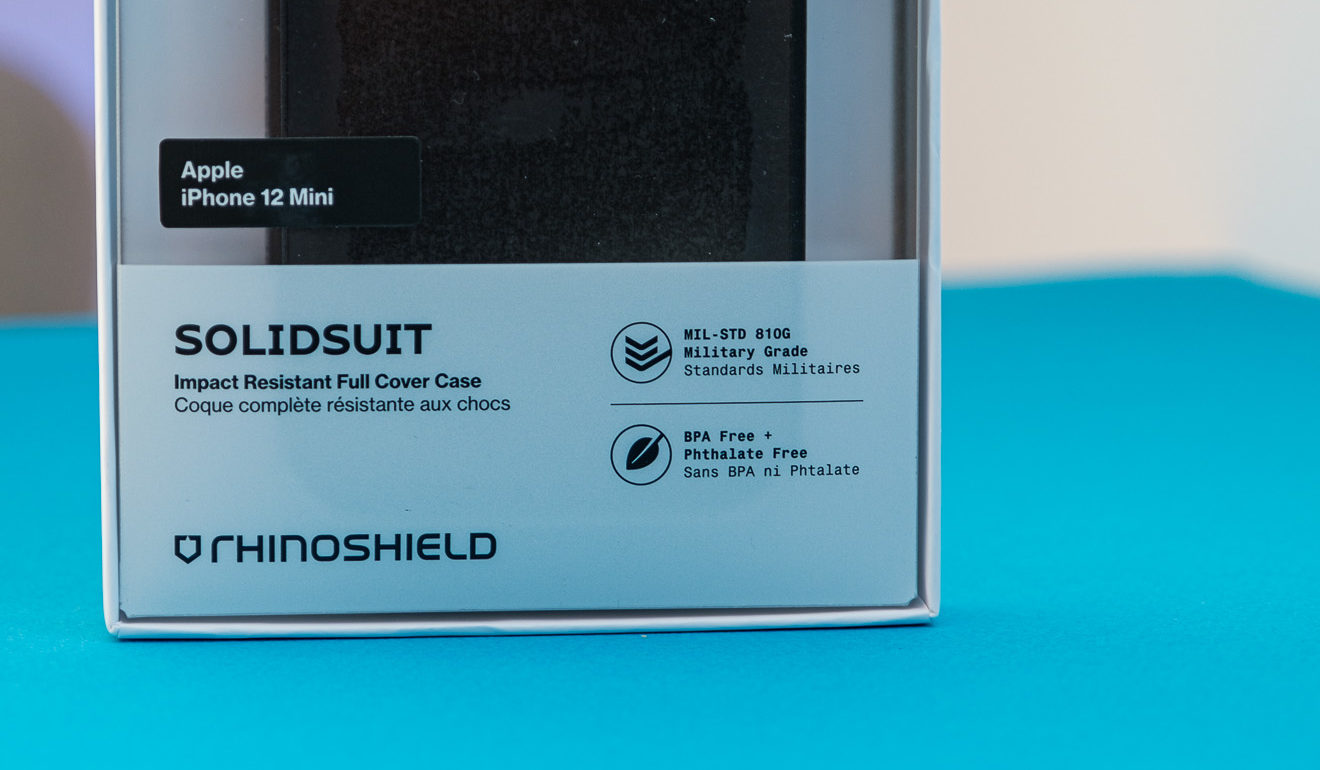 Apple
iPhone 12 Mini
SOLIDSUIT
Impact Resistant Full Cover Case
Coque complète résistante aux chocs
MIL-STD 810G
Military Grade
Standards Militaires
BPA Free +
Phthalate Free
Sans BPA ni Phtalate
RHINOSHIELD